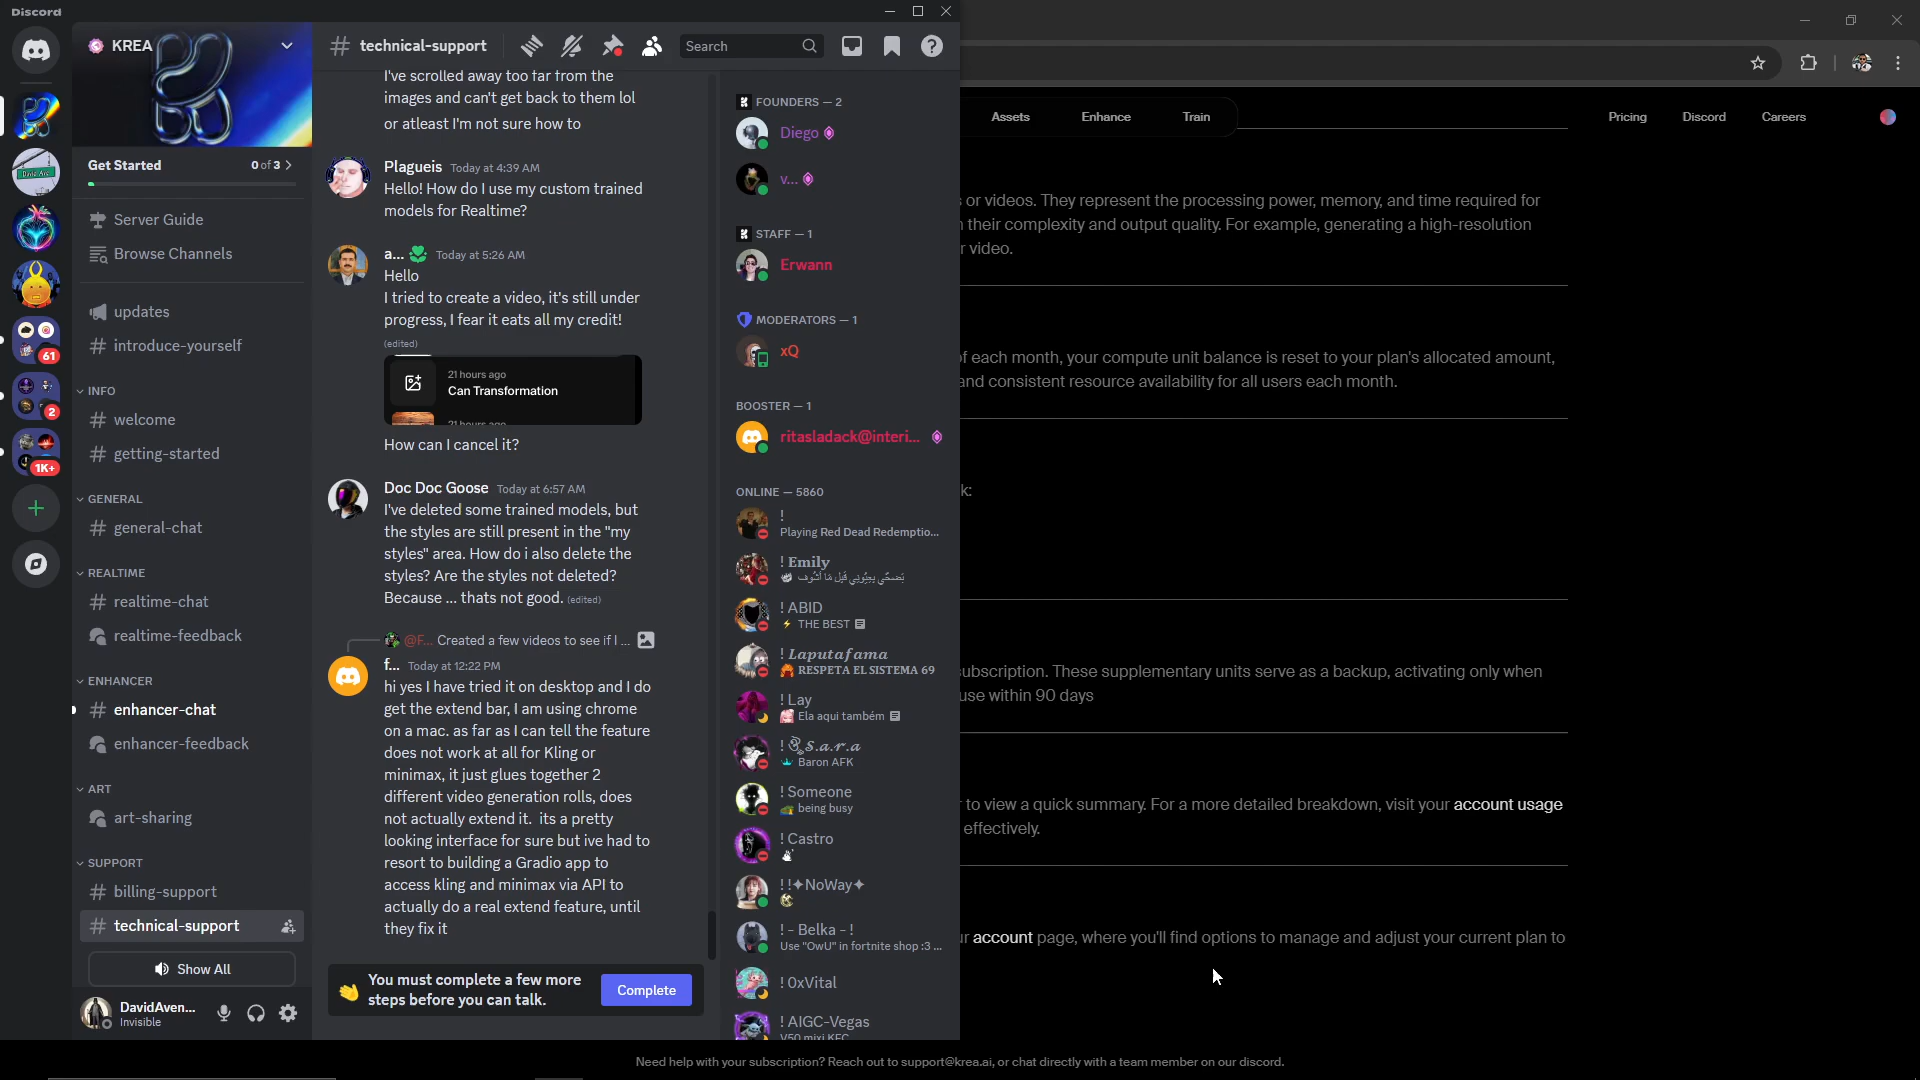 Discord
KREA
Get Started
0 of 3
Server Guide
Browse Channels
updates
introduce-yourself
INFO
welcome
getting-started
GENERAL
general-chat
REALTIME
realtime-chat
realtime-feedback
ENHANCER
enhancer-chat
enhancer-feedback
ART
art-sharing
SUPPORT
billing-support
technical-support
Show All
DavidAven...
Invisible
61
2
1K+
technical-support
Search
I've scrolled away too far from the
images and can't get back to them lol
or atleast I'm not sure how to
Plagueis Today at 4:39 AM
Hello! How do I use my custom trained
models for Realtime?
a... Today at 5:26 AM
Hello
I tried to create a video, it's still under
progress, I fear it eats all my credit!
(edited)
21 hours ago
Can Transformation
21 hours ago
How can I cancel it?
Doc Doc Goose Today at 6:57 AM
I've deleted some trained models, but
the styles are still present in the "my
styles" area. How do i also delete the
styles? Are the styles not deleted?
Because ... thats not good. (edited)
@F... Created a few videos to see if I ...
f... Today at 12:22 PM
hi yes I have tried it on desktop and I do
get the extend bar, I am using chrome
on a mac. as far as I can tell the feature
does not work at all for Kling or
minimax, it just glues together 2
different video generation rolls, does
not actually extend it. its a pretty
looking interface for sure but ive had to
resort to building a Gradio app to
access kling and minimax via API to
actually do a real extend feature, until
they fix it
You must complete a few more
steps before you can talk.
Complete
FOUNDERS — 2
Diego
v...
STAFF — 1
Erwann
MODERATORS — 1
xQ
BOOSTER — 1
ritasladack@interi...
ONLINE — 5860
!
Playing Red Dead Redemptio...
! Emily
! ABID
THE BEST
! Laputafama
RESPETA EL SISTEMA 69
! Lay
Ela aqui também
! S.a.r.a
Baron AFK
! Someone
being busy
! Castro
!!✦NoWay✦
! - Belka - !
Use "OwU" in fortnite shop :3 ...
! 0xVital
! AIGC-Vegas
V50 mixi KFC
Assets
Enhance
Train
Pricing
Discord
Careers
or videos. They represent the processing power, memory, and time required for
their complexity and output quality. For example, generating a high-resolution
r video.
of each month, your compute unit balance is reset to your plan's allocated amount,
and consistent resource availability for all users each month.
k:
ubscription. These supplementary units serve as a backup, activating only when
use within 90 days
r to view a quick summary. For a more detailed breakdown, visit your account usage
effectively.
ur account page, where you'll find options to manage and adjust your current plan to
Need help with your subscription? Reach out to support@krea.ai, or chat directly with a team member on our discord.